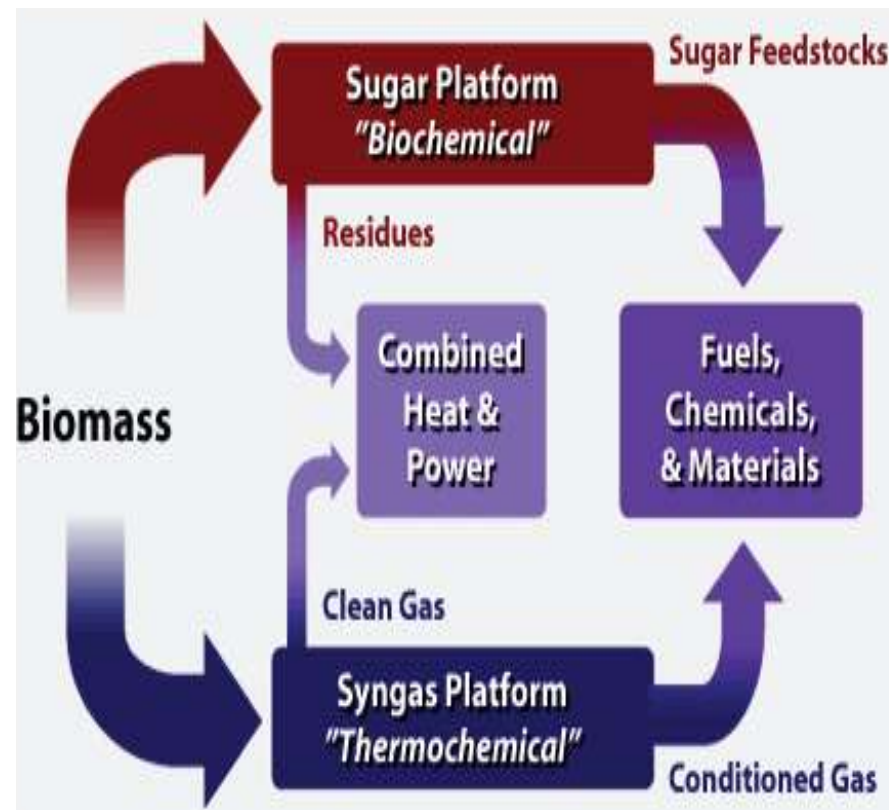 Sugar Feedstocks
Sugar Platform
"Biochemical"
Residues
Combined
Heat &
Power
Fuels,
Chemicals,
& Materials
Biomass
Clean Gas
Syngas Platform
"Thermochemical"
Conditioned Gas